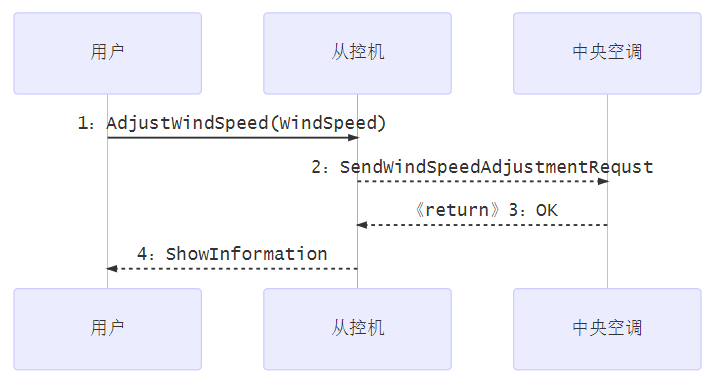 用户 从控机 中央空调
1：AdjustWindSpeed(WindSpeed)
2：SendWindSpeedAdjustmentRequst
《return》3：OK
4：ShowInformation
用户 从控机 中央空调